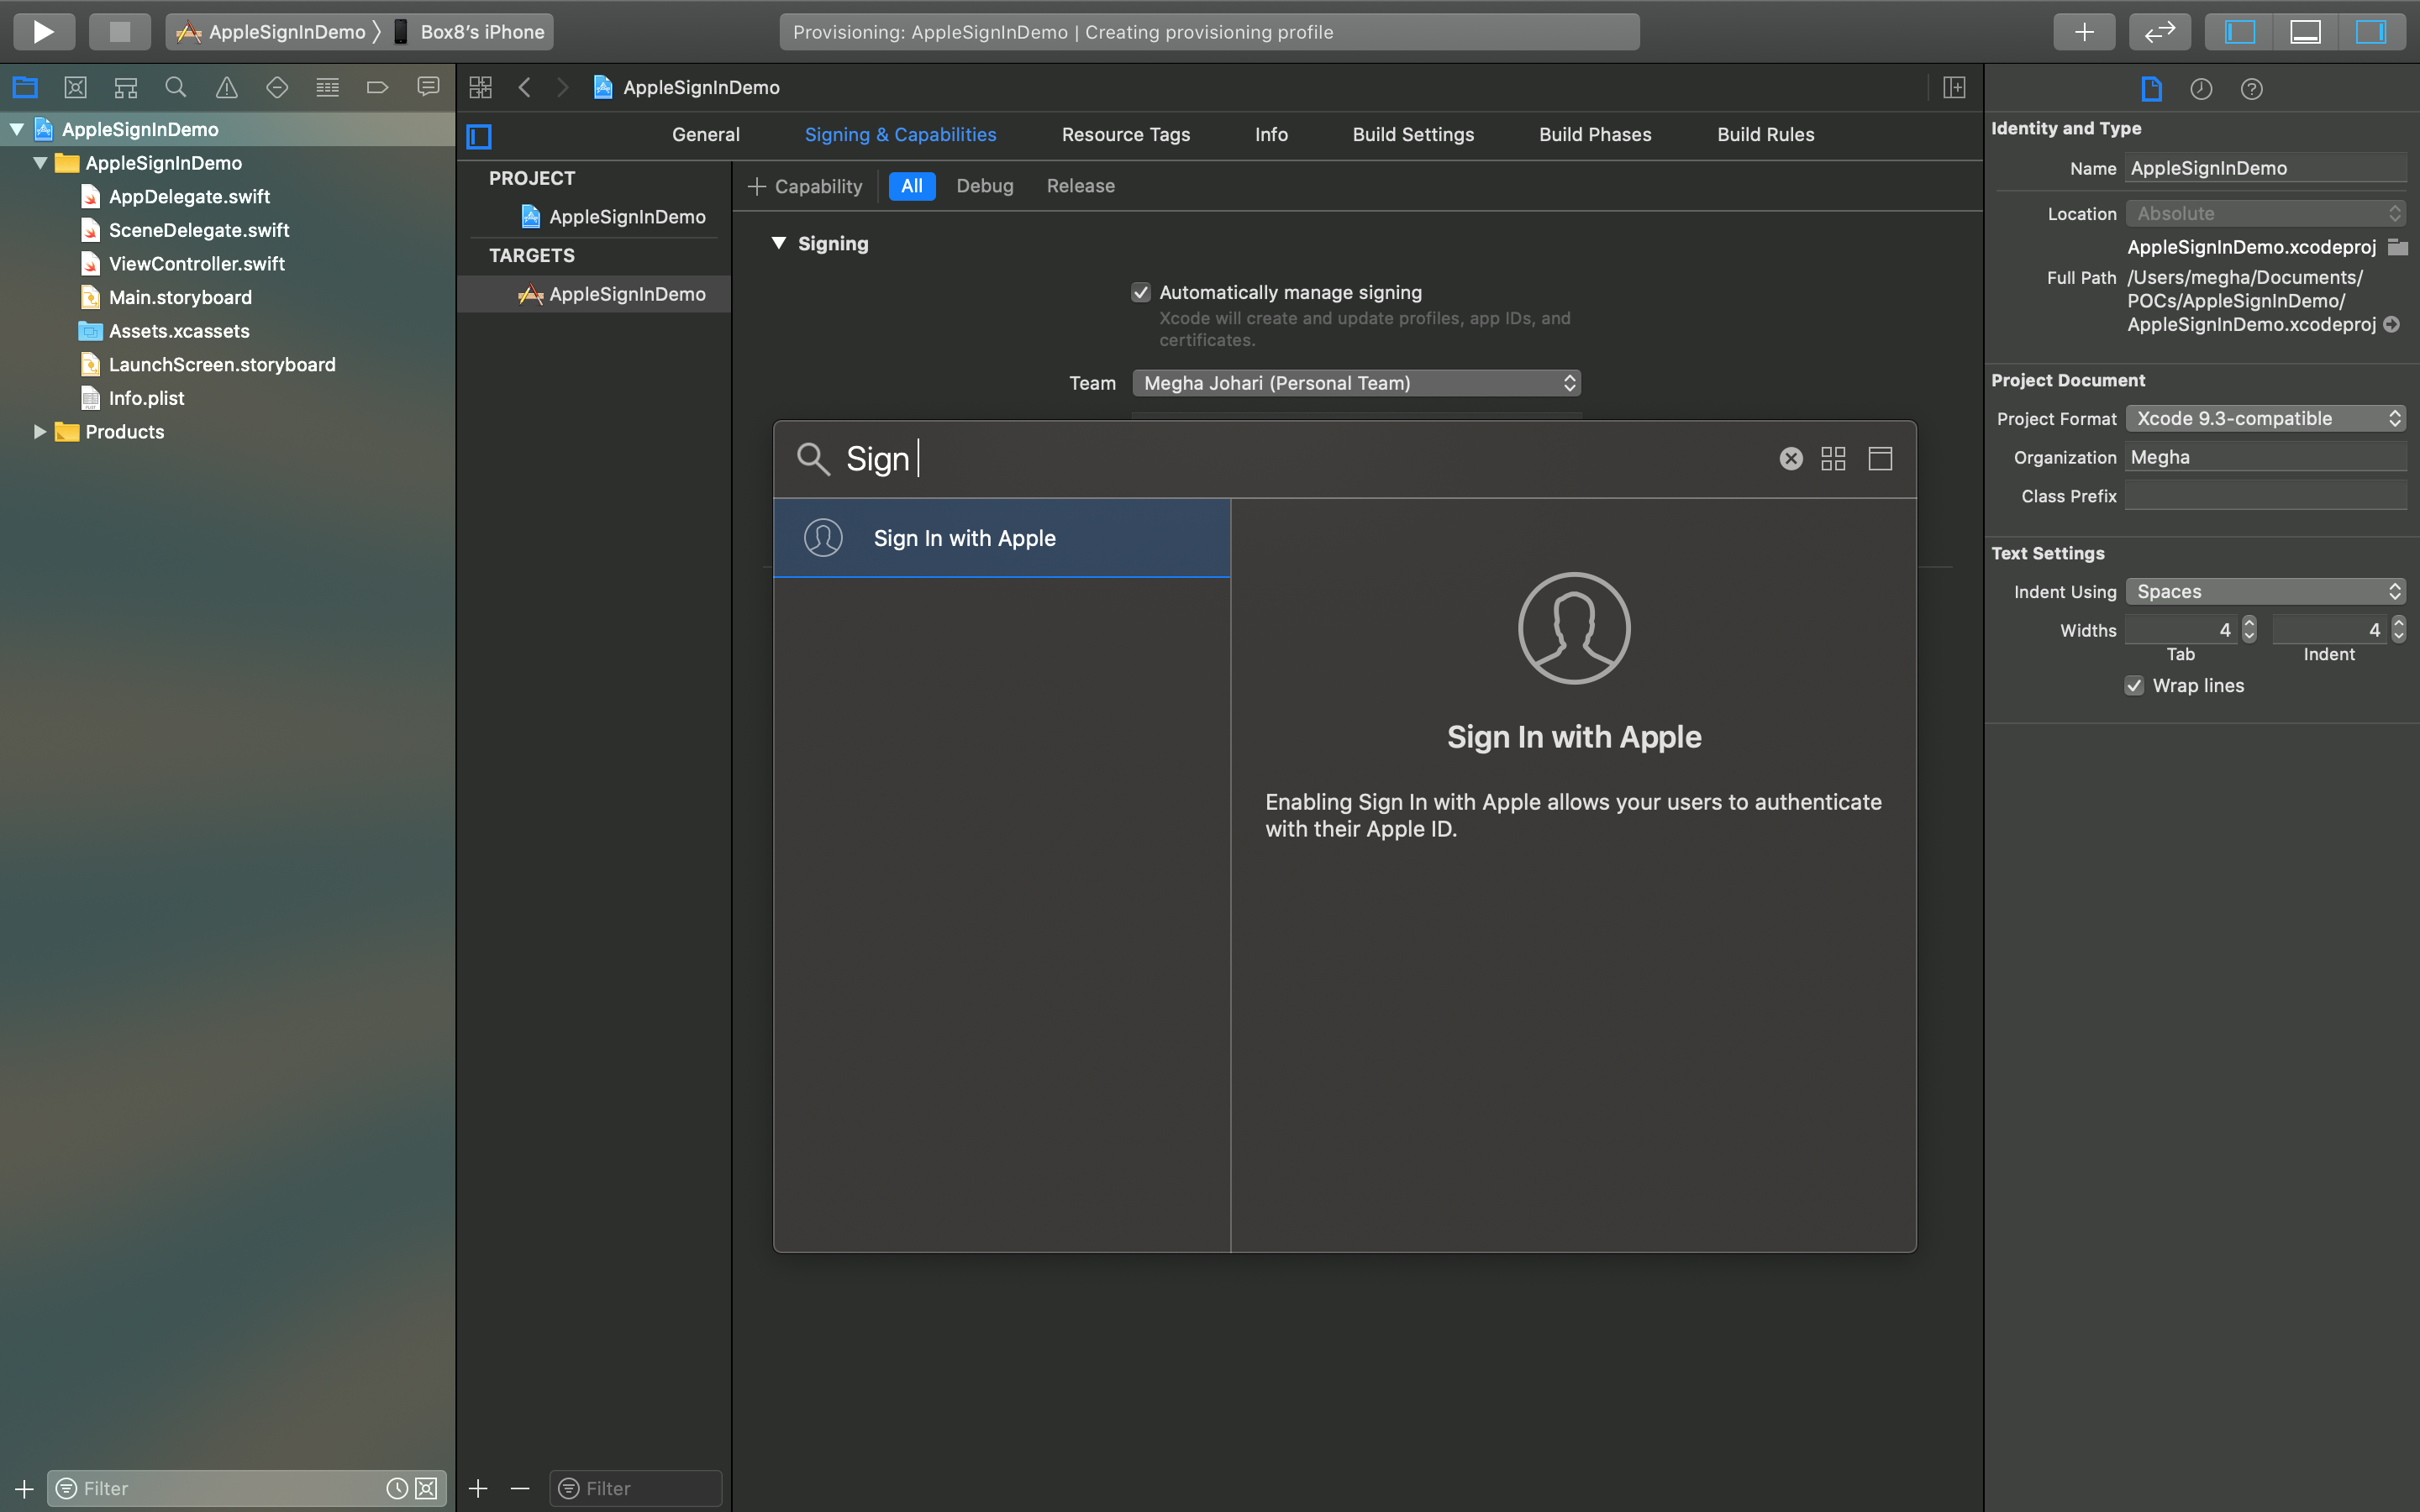 AppleSignInDemo
Box8's iPhone
Provisioning: AppleSignInDemo | Creating provisioning profile
AppleSignInDemo
AppleSignInDemo
AppDelegate.swift
SceneDelegate.swift
ViewController.swift
Main.storyboard
Assets.xcassets
LaunchScreen.storyboard
Info.plist
Products
Filter
AppleSignInDemo
General
Signing & Capabilities
Resource Tags
Info
Build Settings
Build Phases
Build Rules
PROJECT
AppleSignInDemo
TARGETS
AppleSignInDemo
Filter
+ Capability
All
Debug
Release
Signing
Automatically manage signing
Xcode will create and update profiles, app IDs, and
certificates.
Team
Megha Johari (Personal Team)
Sign
Sign In with Apple
Sign In with Apple
Enabling Sign In with Apple allows your users to authenticate
with their Apple ID.
Identity and Type
Name AppleSignInDemo
Location Absolute
AppleSignInDemo.xcodeproj
Full Path /Users/megha/Documents/
POCs/AppleSignInDemo/
AppleSignInDemo.xcodeproj
Project Document
Project Format Xcode 9.3-compatible
Organization Megha
Class Prefix
Text Settings
Indent Using Spaces
Widths 4 4
Tab Indent
Wrap lines